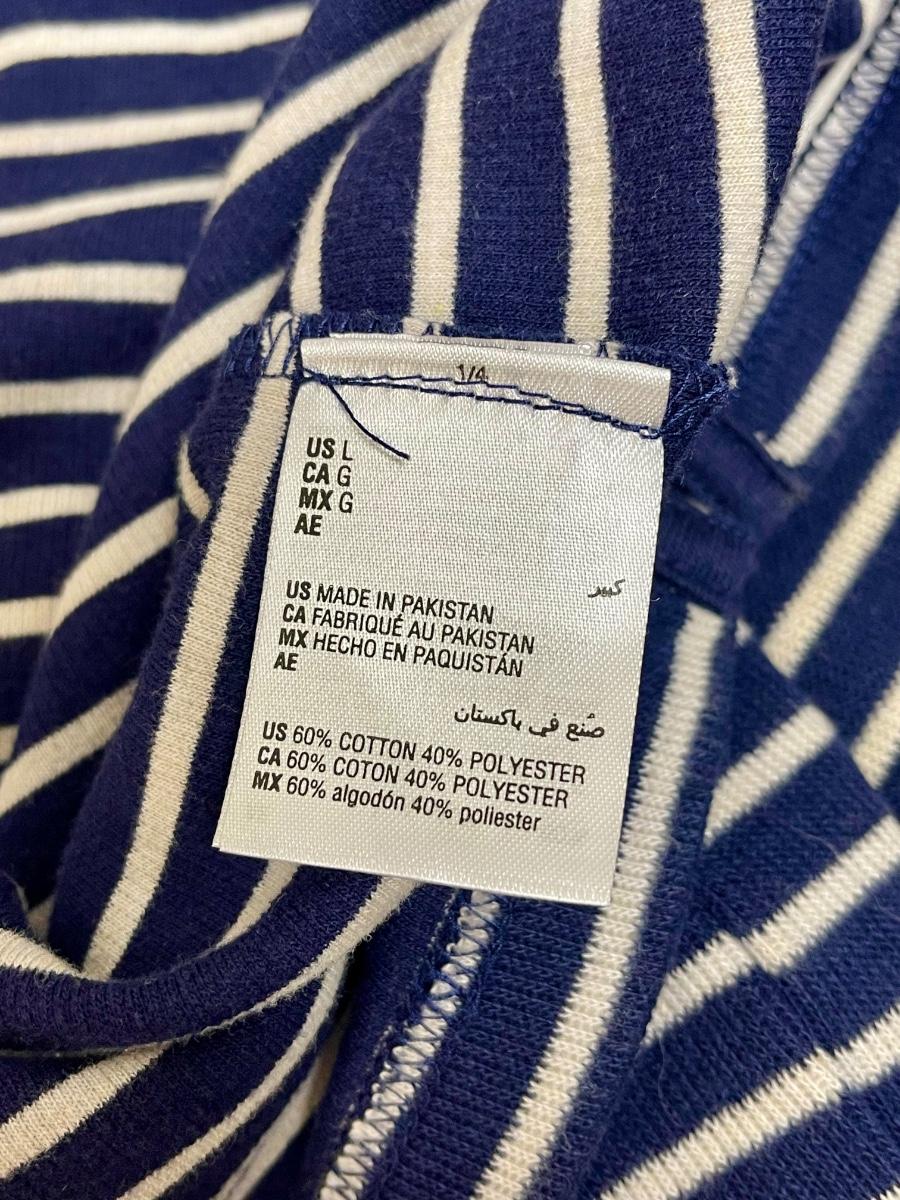 1/4
US L
CA G
MX G
AE
كبير
US MADE IN PAKISTAN
CA FABRIQUÉ AU PAKISTAN
MX HECHO EN PAQUISTÁN
AE
صُنع في باكستان
US 60% COTTON 40% POLYESTER
CA 60% COTON 40% POLYESTER
MX 60% algodón 40% poliester